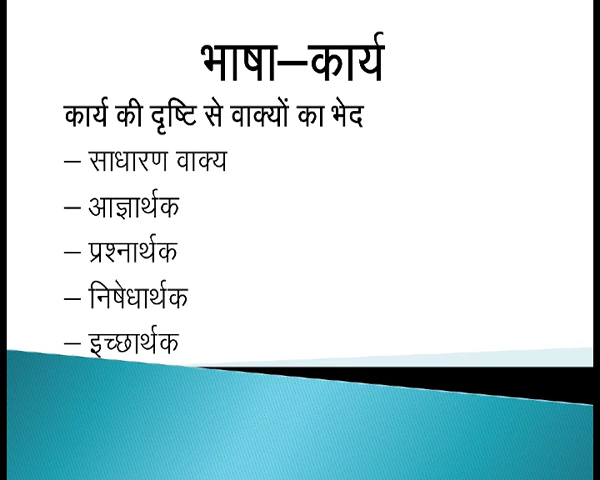 भाषा–कार्य
कार्य की दृष्टि से वाक्यों का भेद
– साधारण वाक्य
– आज्ञार्थक
– प्रश्नार्थक
– निषेधार्थक
– इच्छार्थक